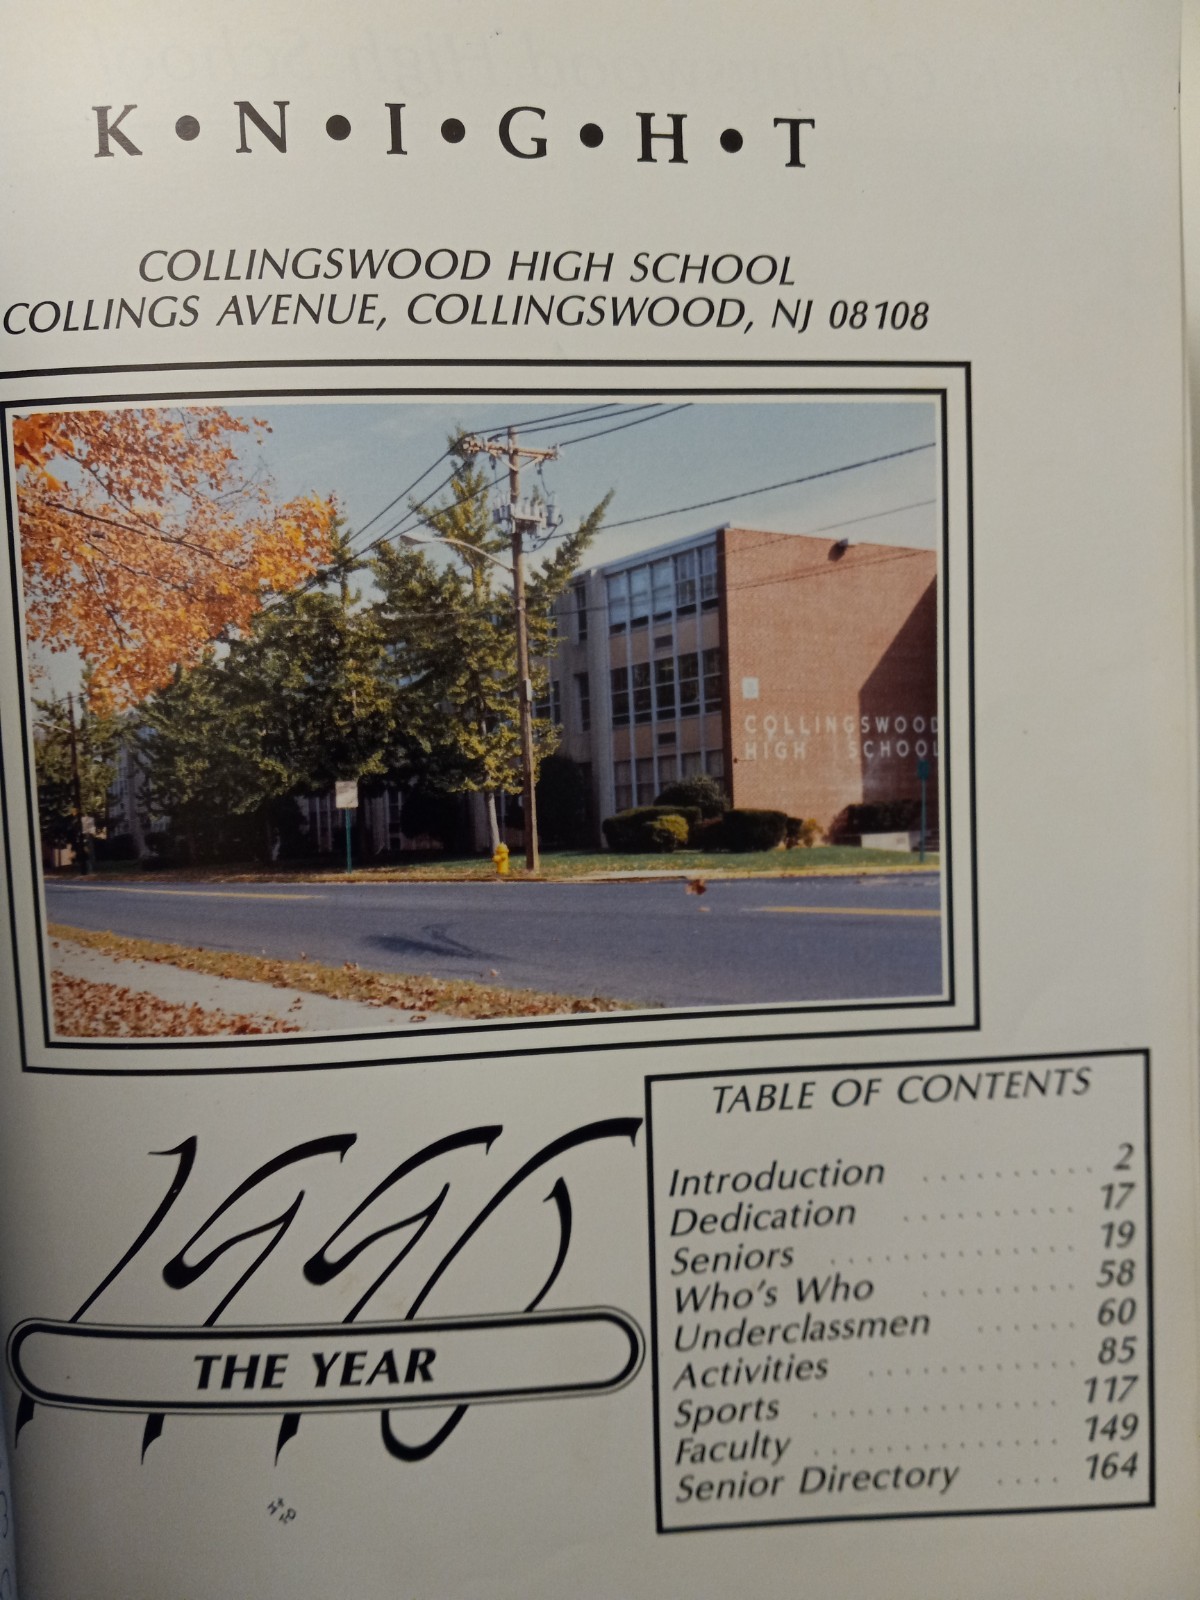 K • N • I • G • H • T
COLLINGSWOOD HIGH SCHOOL
COLLINGS AVENUE, COLLINGSWOOD, NJ 08108
COLLINGSWOOD
HIGH SCHOOL
1990
THE YEAR
TABLE OF CONTENTS
Introduction . . . . . . . . . . 2
Dedication . . . . . . . . . . 17
Seniors . . . . . . . . . . . . . . 19
Who's Who . . . . . . . . . 58
Underclassmen . . . . . . 60
Activities . . . . . . . . . . . . 85
Sports . . . . . . . . . . . . . . 117
Faculty . . . . . . . . . . . . . . 149
Senior Directory . . . . 164